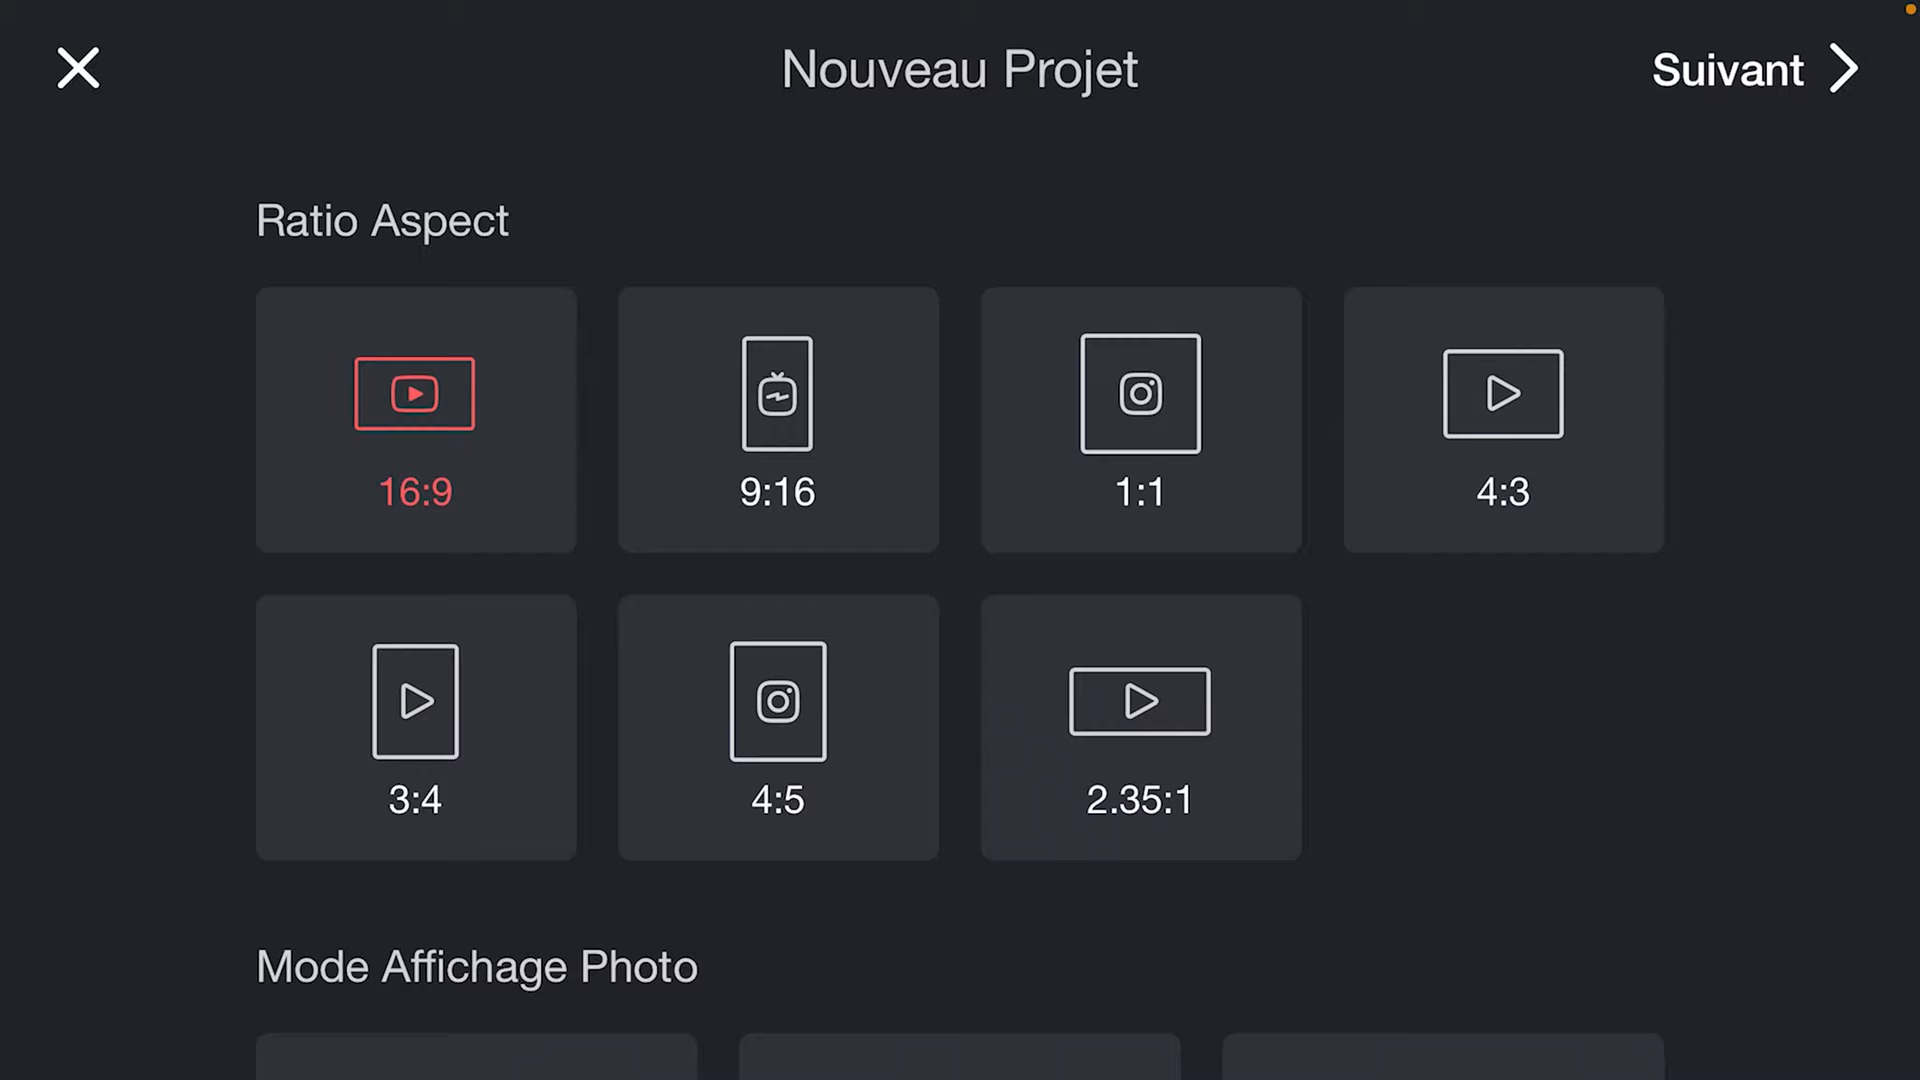 Nouveau Projet
Suivant
Ratio Aspect
16:9
9:16
1:1
4:3
3:4
4:5
2.35:1
Mode Affichage Photo